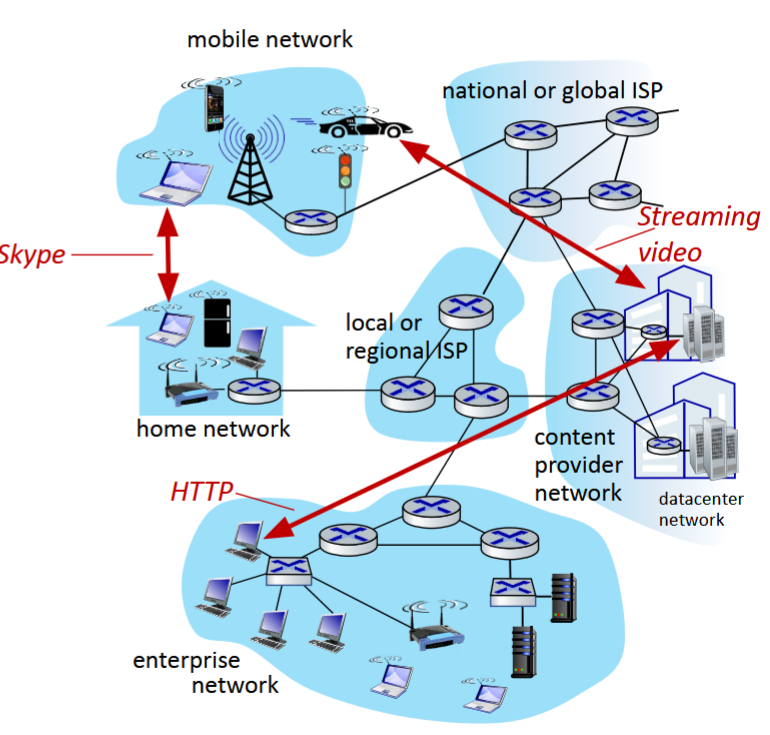 mobile network
national or global ISP
Streaming
video
Skype
local or
regional ISP
home network
content
provider
network
datacenter
network
HTTP
enterprise
network